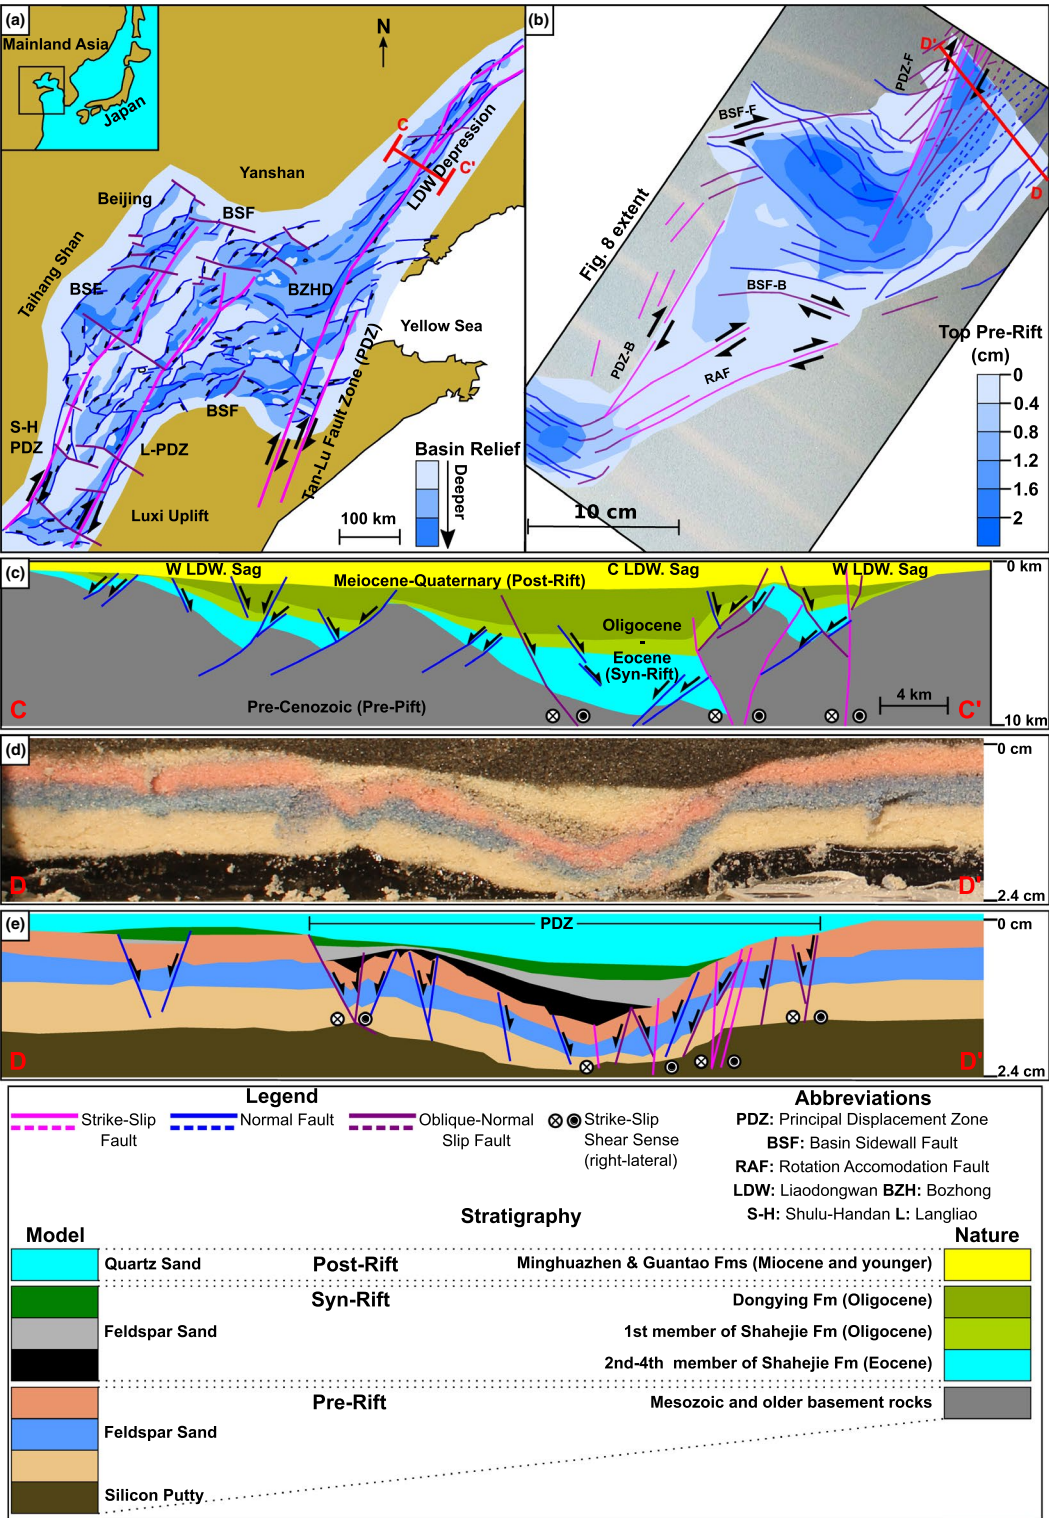 (a)
Mainland Asia
Japan
N
Yanshan
Beijing
BSF
Taihang Shan
BSF
BZHD
LDW Depression
C
C'
Yellow Sea
BSF
S-H
PDZ
L-PDZ
Luxi Uplift
Tan-Lu Fault Zone (PDZ)
Basin Relief
Deeper
100 km
(b)
D'
PDZ-F
BSF-F
D
Fig. 8 extent
BSF-B
PDZ-B
RAF
Top Pre-Rift
(cm)
0
0.4
0.8
1.2
1.6
2
10 cm
(c)
W LDW. Sag
C LDW. Sag
W LDW. Sag
0 km
Meiocene-Quaternary (Post-Rift)
Oligocene
-
Eocene
(Syn-Rift)
Pre-Cenozoic (Pre-Pift)
4 km
C
C'
10 km
(d)
0 cm
D
D'
2.4 cm
(e)
PDZ
0 cm
D
D'
2.4 cm
Legend
Strike-Slip
Fault
Normal Fault
Oblique-Normal
Slip Fault
Strike-Slip
Shear Sense
(right-lateral)
Abbreviations
PDZ: Principal Displacement Zone
BSF: Basin Sidewall Fault
RAF: Rotation Accomodation Fault
LDW: Liaodongwan BZH: Bozhong
S-H: Shulu-Handan L: Langliao
Stratigraphy
Model
Nature
Quartz Sand
Post-Rift
Minghuazhen & Guantao Fms (Miocene and younger)
Syn-Rift
Dongying Fm (Oligocene)
Feldspar Sand
1st member of Shahejie Fm (Oligocene)
2nd-4th member of Shahejie Fm (Eocene)
Pre-Rift
Mesozoic and older basement rocks
Feldspar Sand
Silicon Putty